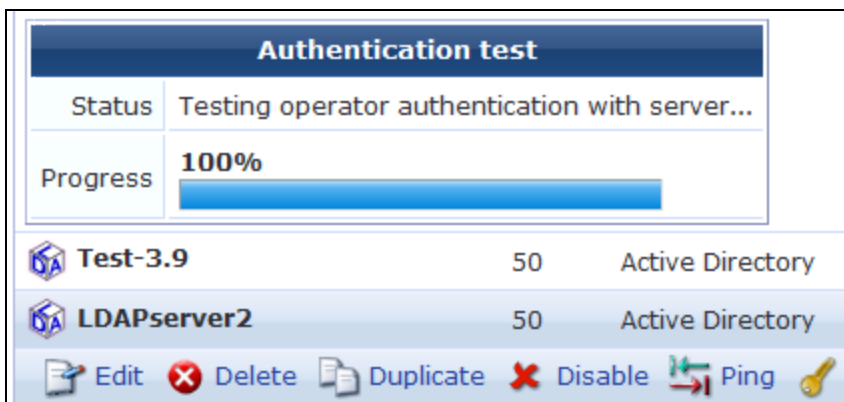 Authentication test
Status Testing operator authentication with server...
Progress 100%
Test-3.9 50 Active Directory
LDAPserver2 50 Active Directory
Edit Delete Duplicate Disable Ping